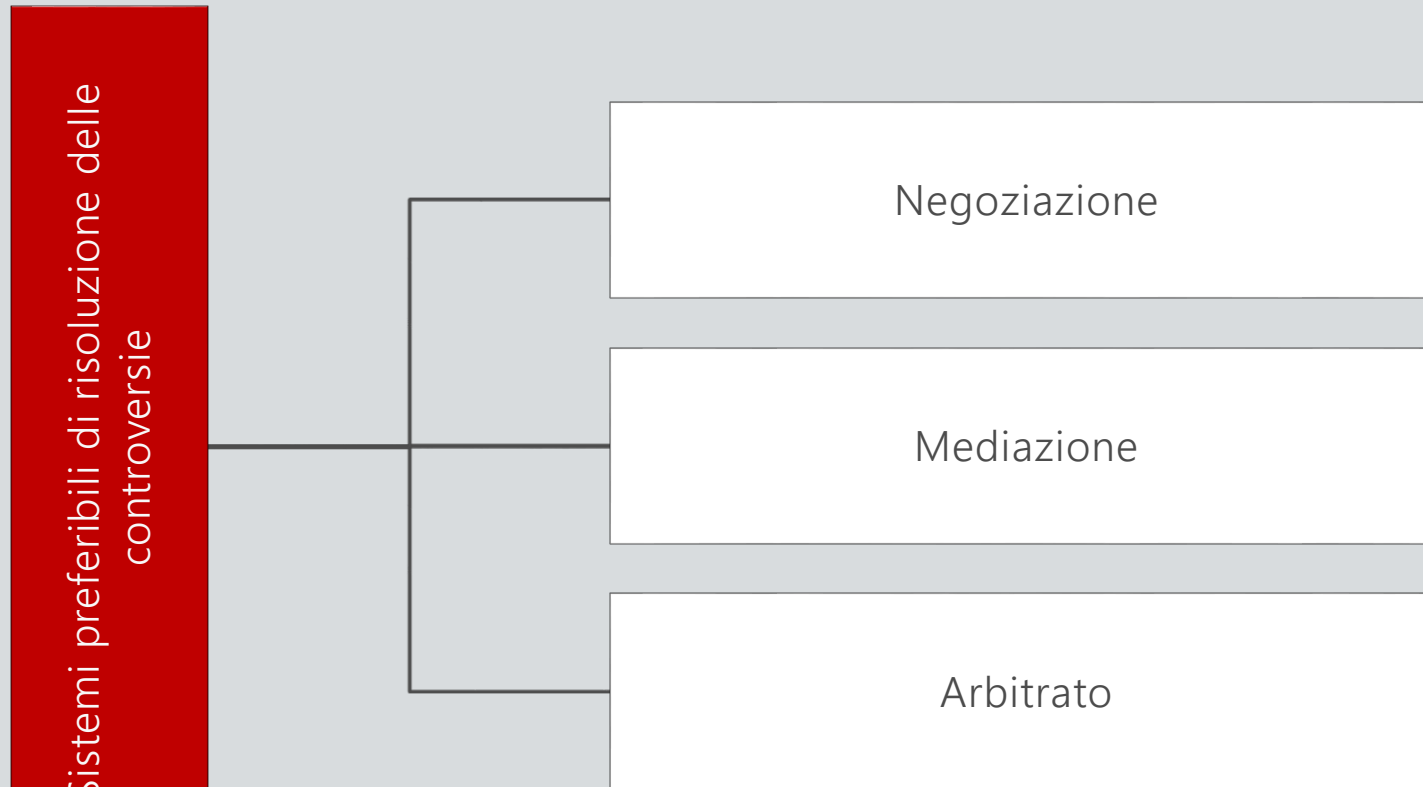 Sistemi preferibili di risoluzione delle
controversie
Negoziazione
Mediazione
Arbitrato